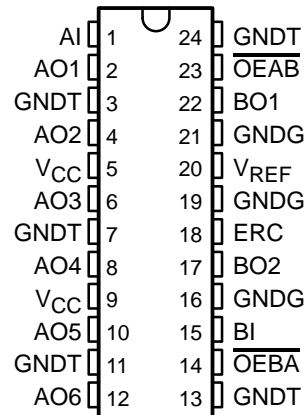 AI 1 24 GNDT
AO1 2 23 OEAB
GNDT 3 22 BO1
AO2 4 21 GNDG
VCC 5 20 VREF
AO3 6 19 GNDG
GNDT 7 18 ERC
AO4 8 17 BO2
VCC 9 16 GNDG
AO5 10 15 BI
GNDT 11 14 OEBA
AO6 12 13 GNDT